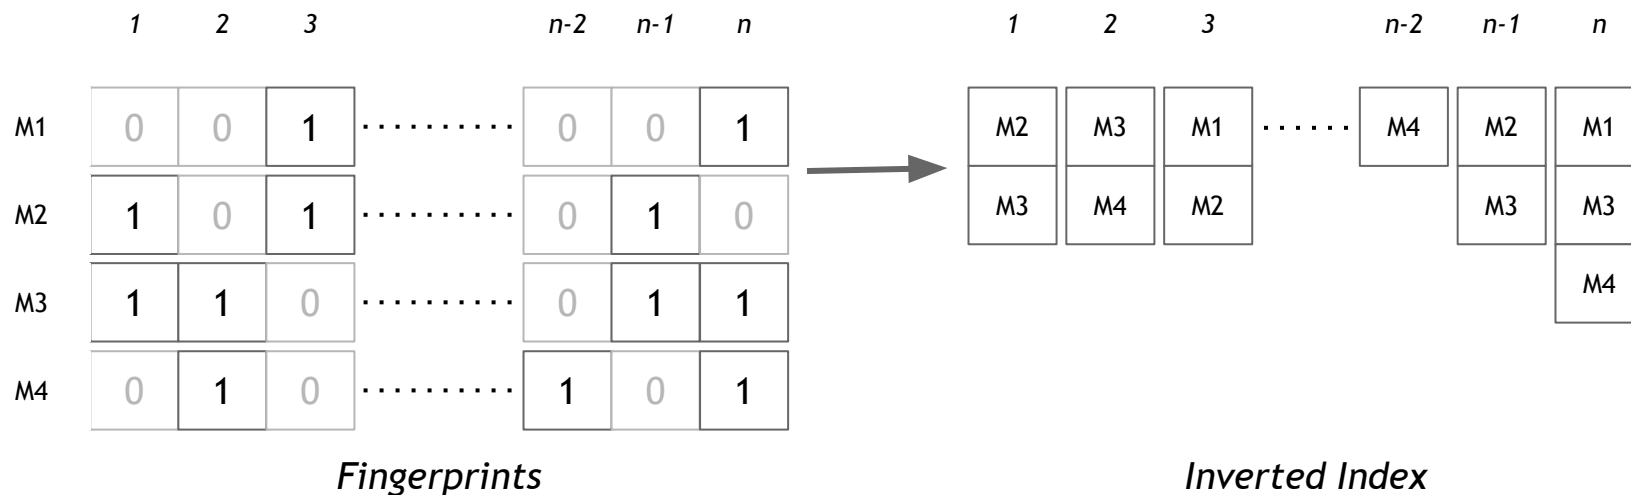 1 2 3 n-2 n-1 n 1 2 3 n-2 n-1 n
M1 0 0 1 .......... 0 0 1 M2 M3 M1 ...... M4 M2 M1
M2 1 0 1 .......... 0 1 0 M3 M4 M2 M3 M3
M3 1 1 0 .......... 0 1 1 M4
M4 0 1 0 .......... 1 0 1
Fingerprints Inverted Index